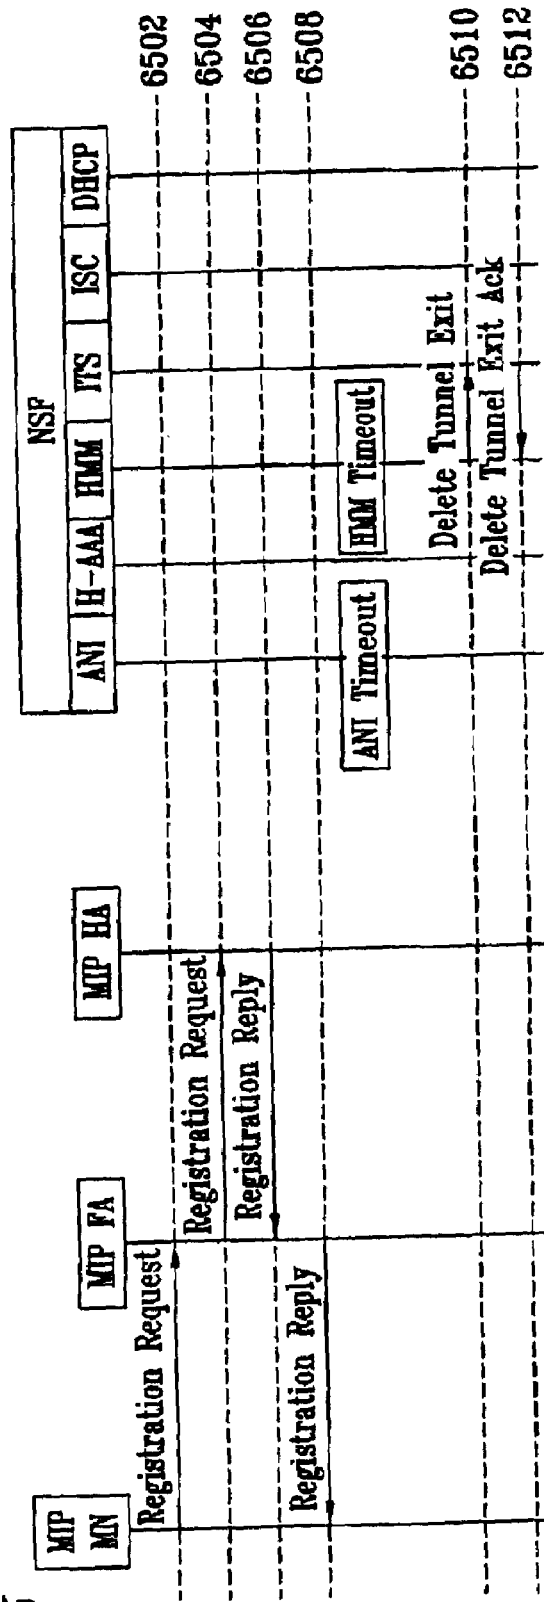 MIP
MN
MIP FA
MIP HA
NSF
ANI
H-AAA
HMM
ITS
ISC
DHCP
Registration Request
6502
Registration Request
6504
Registration Reply
6506
Registration Reply
6508
ANI Timeout
HMM Timeout
Delete Tunnel Exit
6510
Delete Tunnel Exit Ack
6512